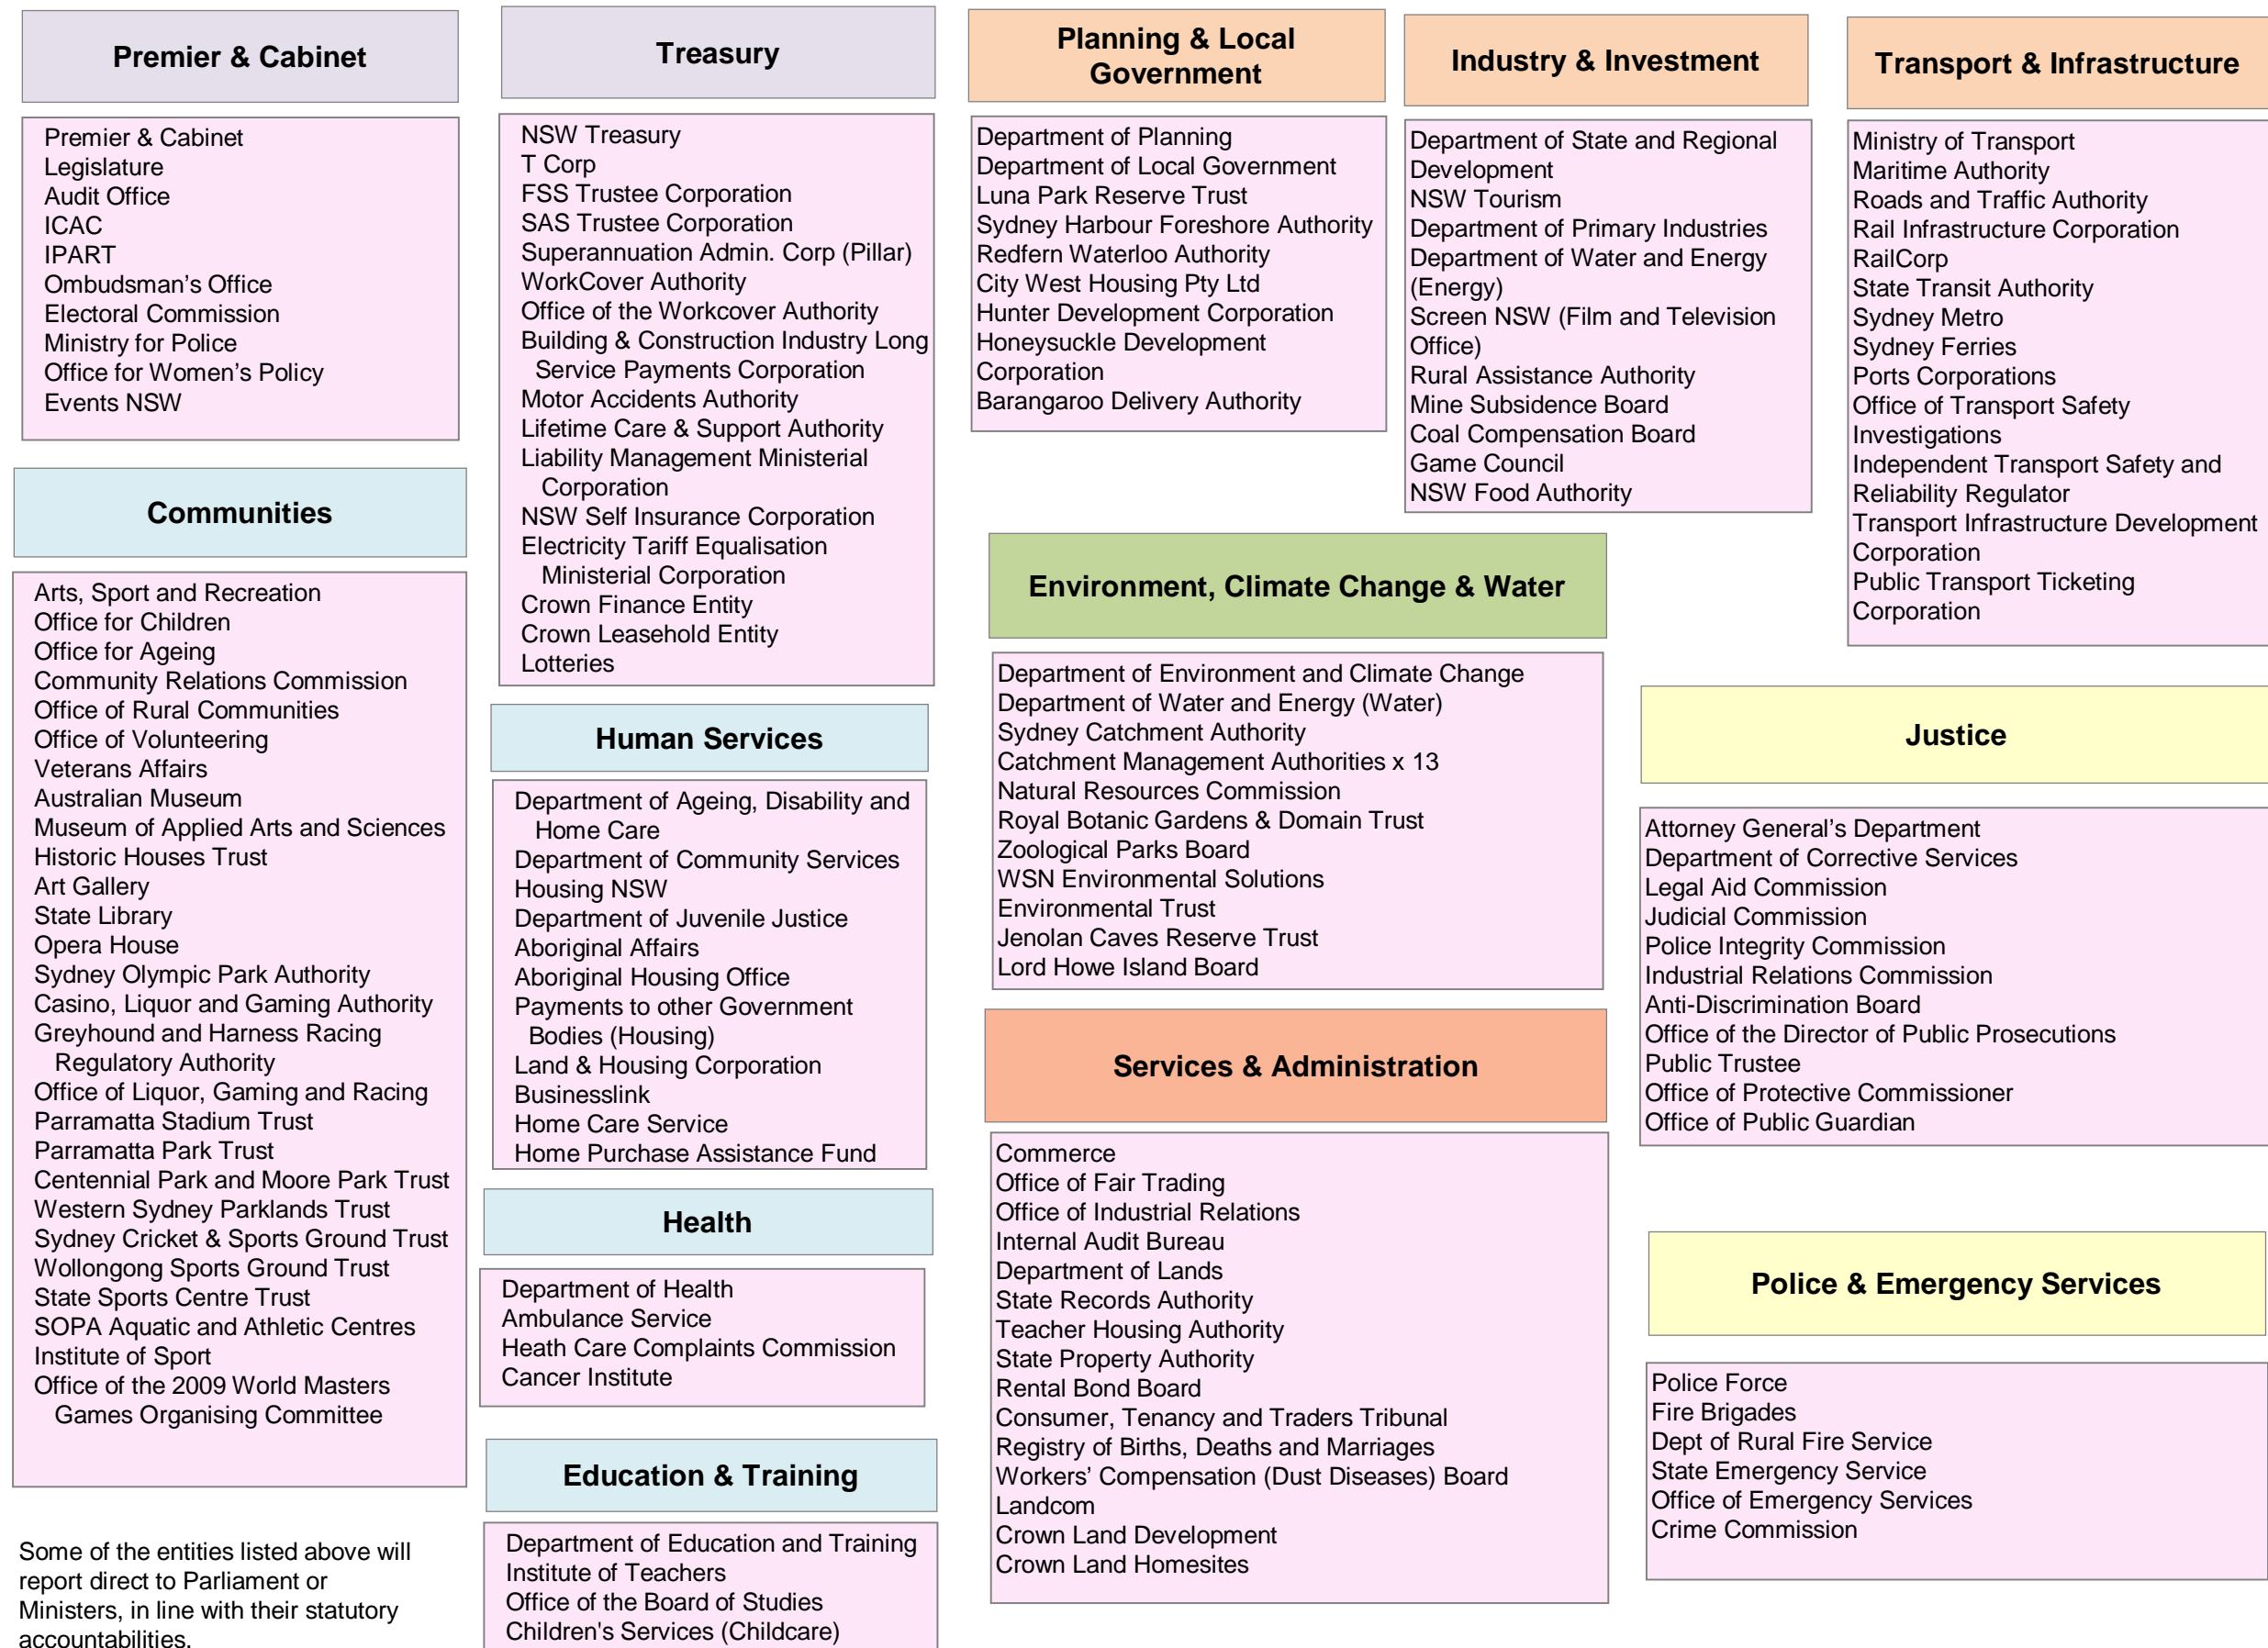 Premier & Cabinet
Premier & Cabinet
Legislature
Audit Office
ICAC
IPART
Ombudsman’s Office
Electoral Commission
Ministry for Police
Office for Women’s Policy
Events NSW
Communities
Arts, Sport and Recreation
Office for Children
Office for Ageing
Community Relations Commission
Office of Rural Communities
Office of Volunteering
Veterans Affairs
Australian Museum
Museum of Applied Arts and Sciences
Historic Houses Trust
Art Gallery
State Library
Opera House
Sydney Olympic Park Authority
Casino, Liquor and Gaming Authority
Greyhound and Harness Racing
Regulatory Authority
Office of Liquor, Gaming and Racing
Parramatta Stadium Trust
Parramatta Park Trust
Centennial Park and Moore Park Trust
Western Sydney Parklands Trust
Sydney Cricket & Sports Ground Trust
Wollongong Sports Ground Trust
State Sports Centre Trust
SOPA Aquatic and Athletic Centres
Institute of Sport
Office of the 2009 World Masters
Games Organising Committee
Some of the entities listed above will
report direct to Parliament or
Ministers, in line with their statutory
accountabilities.
Treasury
NSW Treasury
T Corp
FSS Trustee Corporation
SAS Trustee Corporation
Superannuation Admin. Corp (Pillar)
WorkCover Authority
Office of the Workcover Authority
Building & Construction Industry Long
Service Payments Corporation
Motor Accidents Authority
Lifetime Care & Support Authority
Liability Management Ministerial
Corporation
NSW Self Insurance Corporation
Electricity Tariff Equalisation
Ministerial Corporation
Crown Finance Entity
Crown Leasehold Entity
Lotteries
Human Services
Department of Ageing, Disability and
Home Care
Department of Community Services
Housing NSW
Department of Juvenile Justice
Aboriginal Affairs
Aboriginal Housing Office
Payments to other Government
Bodies (Housing)
Land & Housing Corporation
Businesslink
Home Care Service
Home Purchase Assistance Fund
Health
Department of Health
Ambulance Service
Heath Care Complaints Commission
Cancer Institute
Education & Training
Department of Education and Training
Institute of Teachers
Office of the Board of Studies
Children's Services (Childcare)
Planning & Local
Government
Department of Planning
Department of Local Government
Luna Park Reserve Trust
Sydney Harbour Foreshore Authority
Redfern Waterloo Authority
City West Housing Pty Ltd
Hunter Development Corporation
Honeysuckle Development
Corporation
Barangaroo Delivery Authority
Industry & Investment
Department of State and Regional
Development
NSW Tourism
Department of Primary Industries
Department of Water and Energy
(Energy)
Screen NSW (Film and Television
Office)
Rural Assistance Authority
Mine Subsidence Board
Coal Compensation Board
Game Council
NSW Food Authority
Transport & Infrastructure
Ministry of Transport
Maritime Authority
Roads and Traffic Authority
Rail Infrastructure Corporation
RailCorp
State Transit Authority
Sydney Metro
Sydney Ferries
Ports Corporations
Office of Transport Safety
Investigations
Independent Transport Safety and
Reliability Regulator
Transport Infrastructure Development
Corporation
Public Transport Ticketing
Corporation
Environment, Climate Change & Water
Department of Environment and Climate Change
Department of Water and Energy (Water)
Sydney Catchment Authority
Catchment Management Authorities x 13
Natural Resources Commission
Royal Botanic Gardens & Domain Trust
Zoological Parks Board
WSN Environmental Solutions
Environmental Trust
Jenolan Caves Reserve Trust
Lord Howe Island Board
Services & Administration
Commerce
Office of Fair Trading
Office of Industrial Relations
Internal Audit Bureau
Department of Lands
State Records Authority
Teacher Housing Authority
State Property Authority
Rental Bond Board
Consumer, Tenancy and Traders Tribunal
Registry of Births, Deaths and Marriages
Workers’ Compensation (Dust Diseases) Board
Landcom
Crown Land Development
Crown Land Homesites
Justice
Attorney General’s Department
Department of Corrective Services
Legal Aid Commission
Judicial Commission
Police Integrity Commission
Industrial Relations Commission
Anti-Discrimination Board
Office of the Director of Public Prosecutions
Public Trustee
Office of Protective Commissioner
Office of Public Guardian
Police & Emergency Services
Police Force
Fire Brigades
Dept of Rural Fire Service
State Emergency Service
Office of Emergency Services
Crime Commission